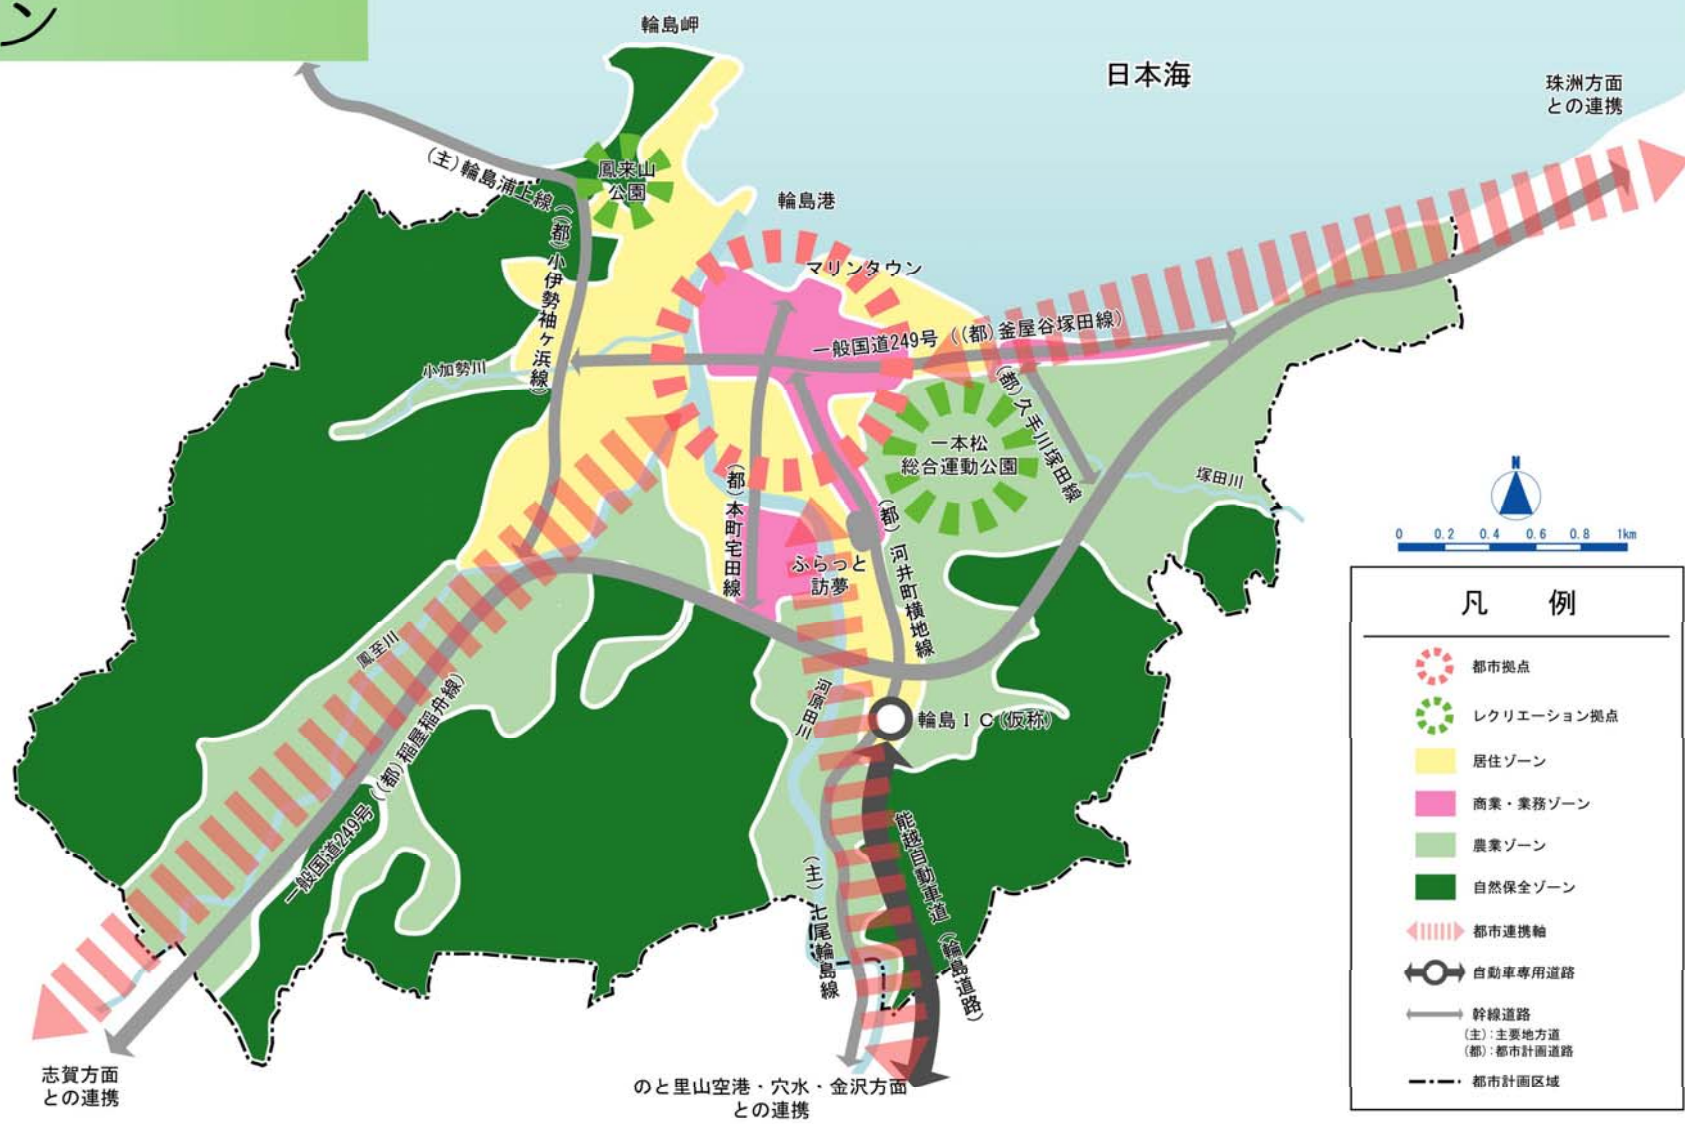 ン
輪島岬
日本海
珠洲方面
との連携
(主)輪島浦上線
鳳来山
公園
輪島港
マリンタウン
((都)小伊勢袖ヶ浜線)
一般国道249号 ((都)釜屋谷塚田線)
小加勢川
(都)久手川塚田線
一本松
総合運動公園
塚田川
(都)本町宅田線
(都)河井町横地線
ふらっと
訪夢
鳳至川
一般国道249号 ((都)稲屋稲舟線)
河原田川
輪島IC(仮称)
能越自動車道(輪島道路)
(主)七尾輪島線
志賀方面
との連携
のと里山空港・穴水・金沢方面
との連携
N
0 0.2 0.4 0.6 0.8 1km
凡 例
都市拠点
レクリエーション拠点
居住ゾーン
商業・業務ゾーン
農業ゾーン
自然保全ゾーン
都市連携軸
自動車専用道路
幹線道路
(主):主要地方道
(都):都市計画道路
都市計画区域